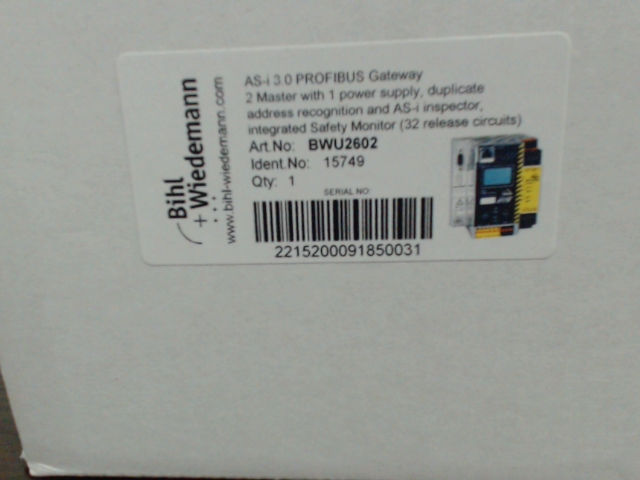 Bihl
+ Wiedemann
www.bihl-wiedemann.com
AS-i 3.0 PROFIBUS Gateway
2 Master with 1 power supply, duplicate
address recognition and AS-i inspector,
integrated Safety Monitor (32 release circuits)
Art.No: BWU2602
Ident.No: 15749
Qty: 1
SERIAL NO:
2215200091850031